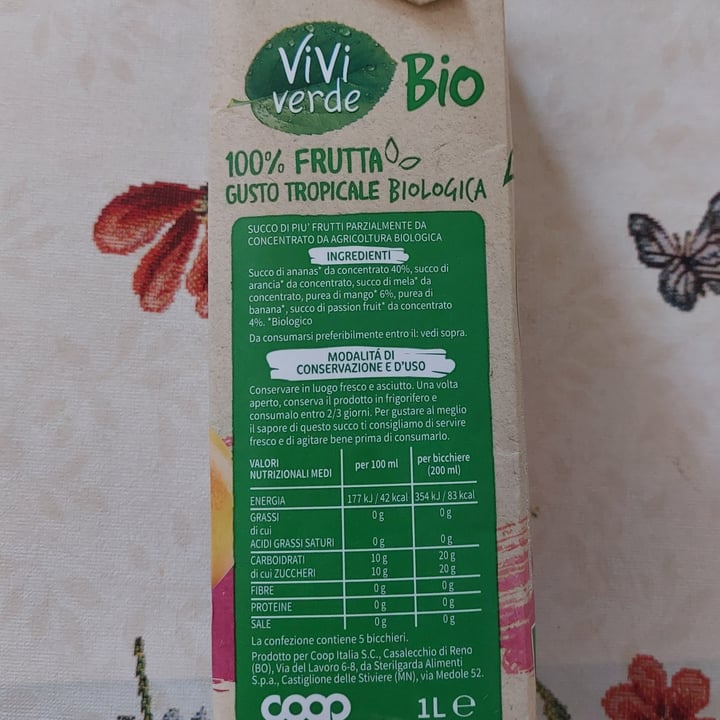 ViVi
verde
Bio
100% FRUTTA
GUSTO TROPICALE BIOLOGICA
SUCCO DI PIU' FRUTTI PARZIALMENTE DA
CONCENTRATO DA AGRICOLTURA BIOLOGICA
INGREDIENTI
Succo di ananas* da concentrato 40%, succo di
arancia* da concentrato, succo di mela* da
concentrato, purea di mango* 6%, purea di
banana*, succo di passion fruit* da concentrato
4%. *Biologico
Da consumarsi preferibilmente entro il: vedi sopra.
MODALITÁ DI
CONSERVAZIONE E D'USO
Conservare in luogo fresco e asciutto. Una volta
aperto, conserva il prodotto in frigorifero e
consumalo entro 2/3 giorni. Per gustare al meglio
il sapore di questo succo ti consigliamo di servire
fresco e di agitare bene prima di consumarlo.
VALORI
NUTRIZIONALI MEDI
per 100 ml
per bicchiere
(200 ml)
ENERGIA 177 kJ / 42 kcal 354 kJ / 83 kcal
GRASSI 0 g 0 g
di cui
ACIDI GRASSI SATURI 0 g 0 g
CARBOIDRATI 10 g 20 g
di cui ZUCCHERI 10 g 20 g
FIBRE 0 g 0 g
PROTEINE 0 g 0 g
SALE 0 g 0 g
La confezione contiene 5 bicchieri.
Prodotto per Coop Italia S.C., Casalecchio di Reno
(BO), Via del Lavoro 6-8, da Sterilgarda Alimenti
S.p.a., Castiglione delle Stiviere (MN), via Medole 52.
coop 1L e